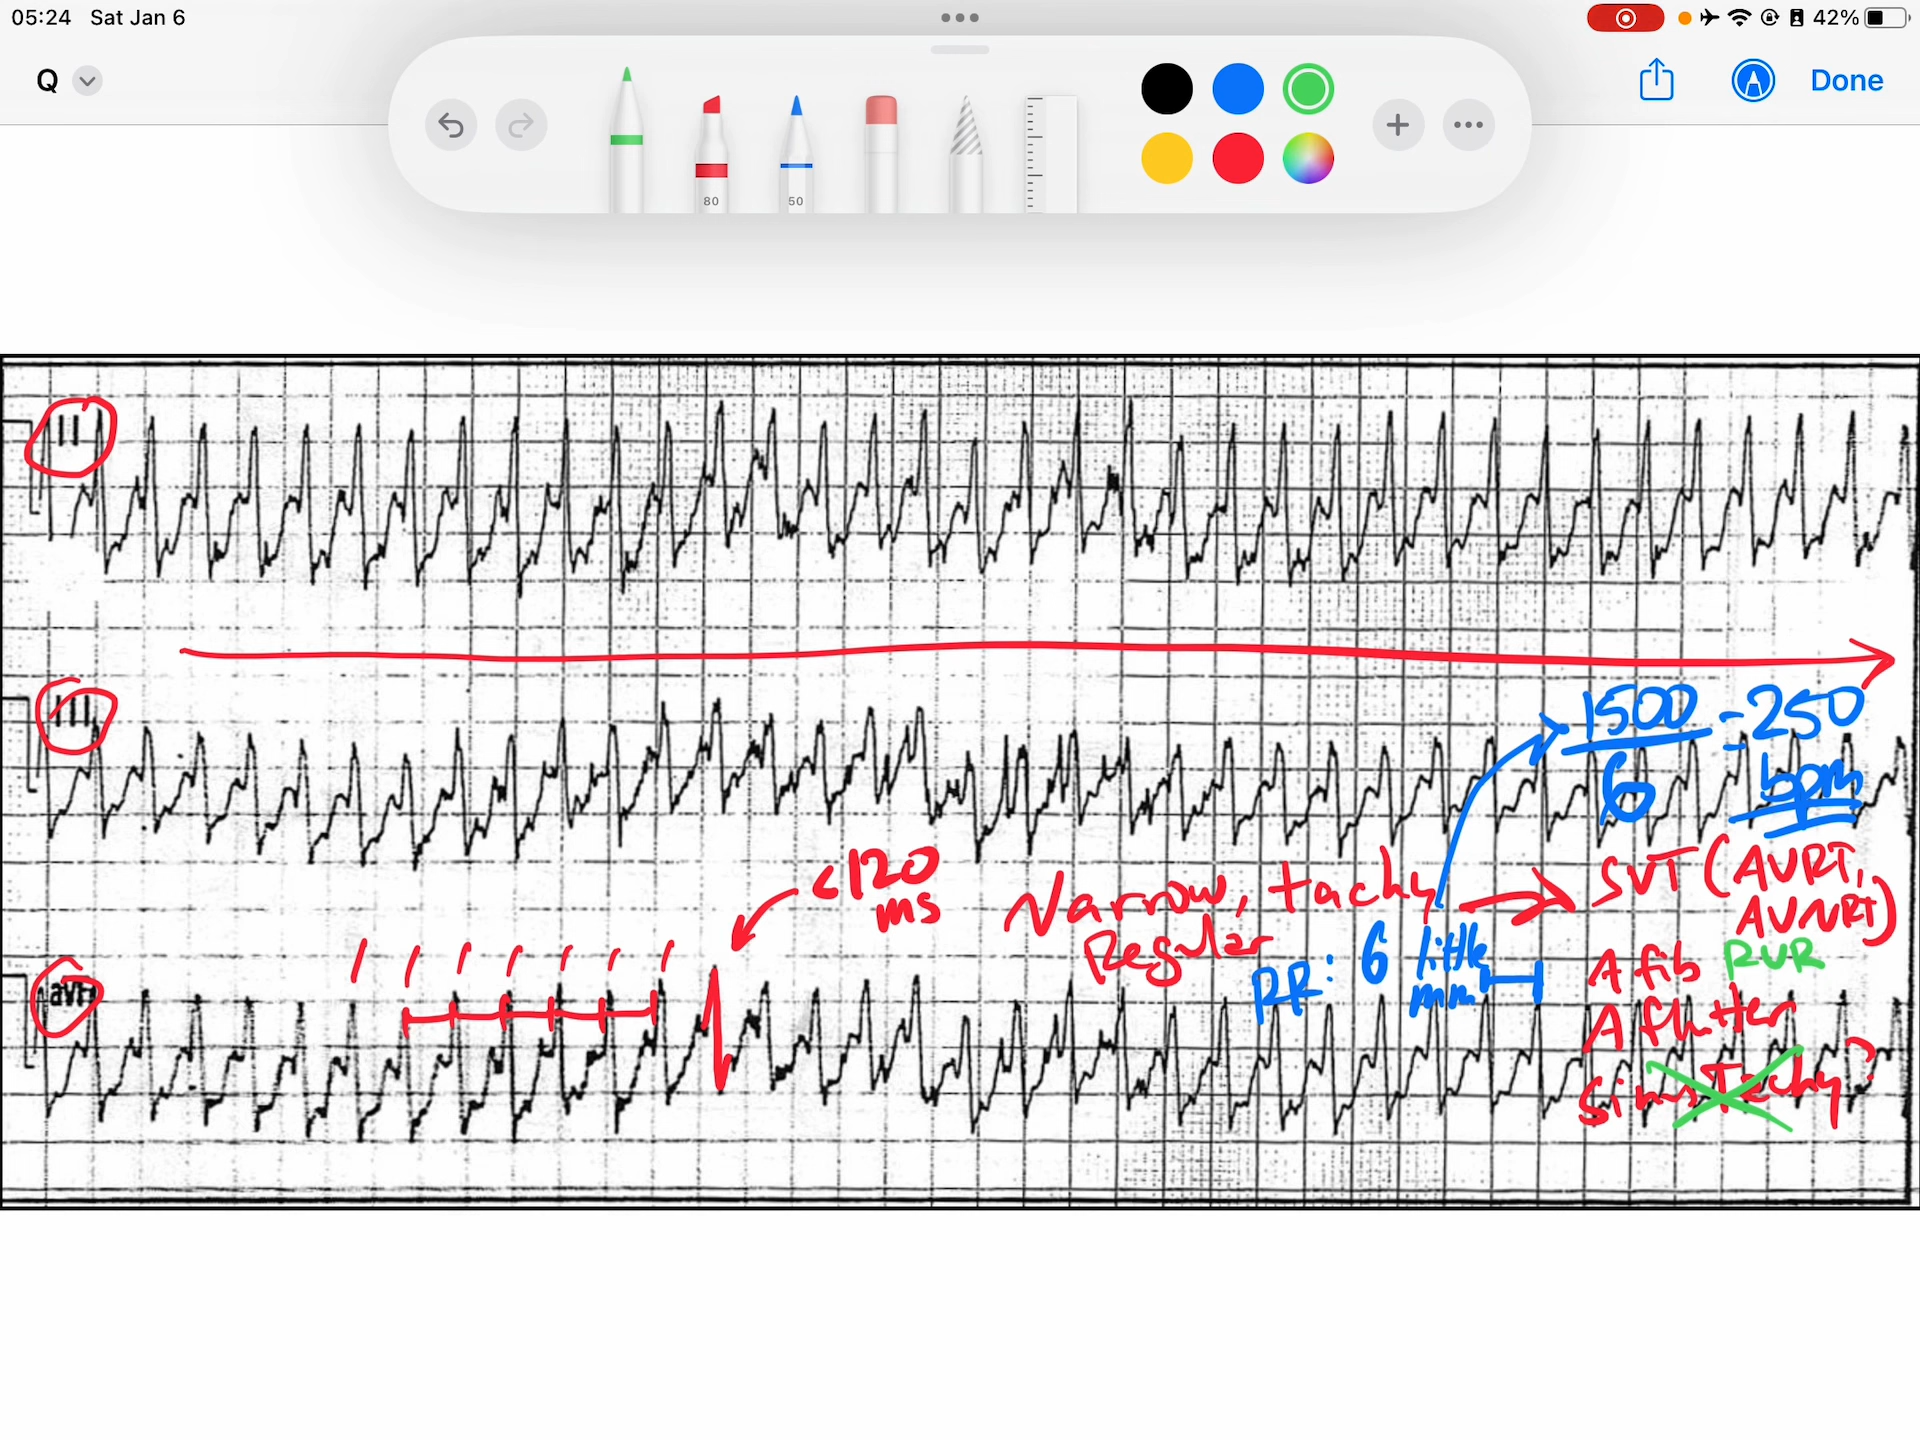 05:24 Sat Jan 6
42%
Q
Done
80
50
II
III
1500
6
=250
bpm
<120
ms
Narrow, tachy
Regular
SVT (AVRT,
AVNRT)
RR: 6 little
mm
A fib RVR
A flutter
Sinus Tachy?
aVF